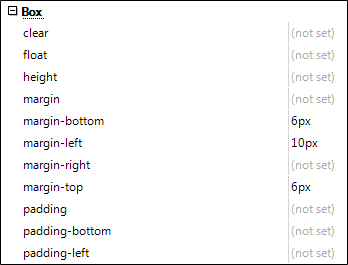 Box
clear (not set)
float (not set)
height (not set)
margin (not set)
margin-bottom 6px
margin-left 10px
margin-right (not set)
margin-top 6px
padding (not set)
padding-bottom (not set)
padding-left (not set)